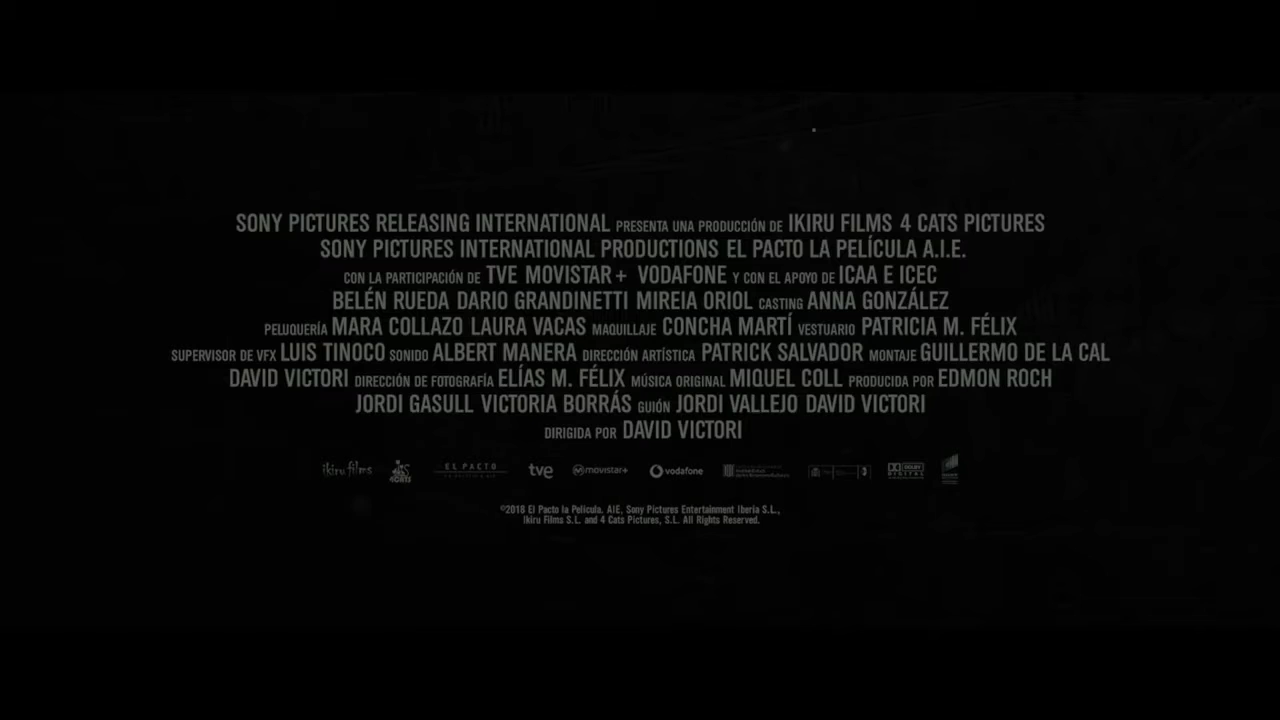 SONY PICTURES RELEASING INTERNATIONAL PRESENTA UNA PRODUCCIÓN DE IKIRU FILMS 4 CATS PICTURES
SONY PICTURES INTERNATIONAL PRODUCTIONS EL PACTO LA PELÍCULA A.I.E.
CON LA PARTICIPACIÓN DE TVE MOVISTAR+ VODAFONE Y CON EL APOYO DE ICAA E ICEC
BELÉN RUEDA DARIO GRANDINETTI MIREIA ORIOL CASTING ANNA GONZÁLEZ
PELUQUERÍA MARA COLLAZO LAURA VACAS MAQUILLAJE CONCHA MARTÍ VESTUARIO PATRICIA M. FÉLIX
SUPERVISOR DE VFX LUIS TINOCO SONIDO ALBERT MANERA DIRECCIÓN ARTÍSTICA PATRICK SALVADOR MONTAJE GUILLERMO DE LA CAL
DAVID VICTORI DIRECCIÓN DE FOTOGRAFÍA ELÍAS M. FÉLIX MÚSICA ORIGINAL MIQUEL COLL PRODUCIDA POR EDMON ROCH
JORDI GASULL VICTORIA BORRÁS GUIÓN JORDI VALLEJO DAVID VICTORI
DIRIGIDA POR DAVID VICTORI
ikiru films 4CATS EL PACTO tve movistar+ vodafone DOLBY DIGITAL
©2018 El Pacto la Película, AIE, Sony Pictures Entertainment Iberia S.L.,
Ikiru Films S.L. and 4 Cats Pictures, S.L. All Rights Reserved.